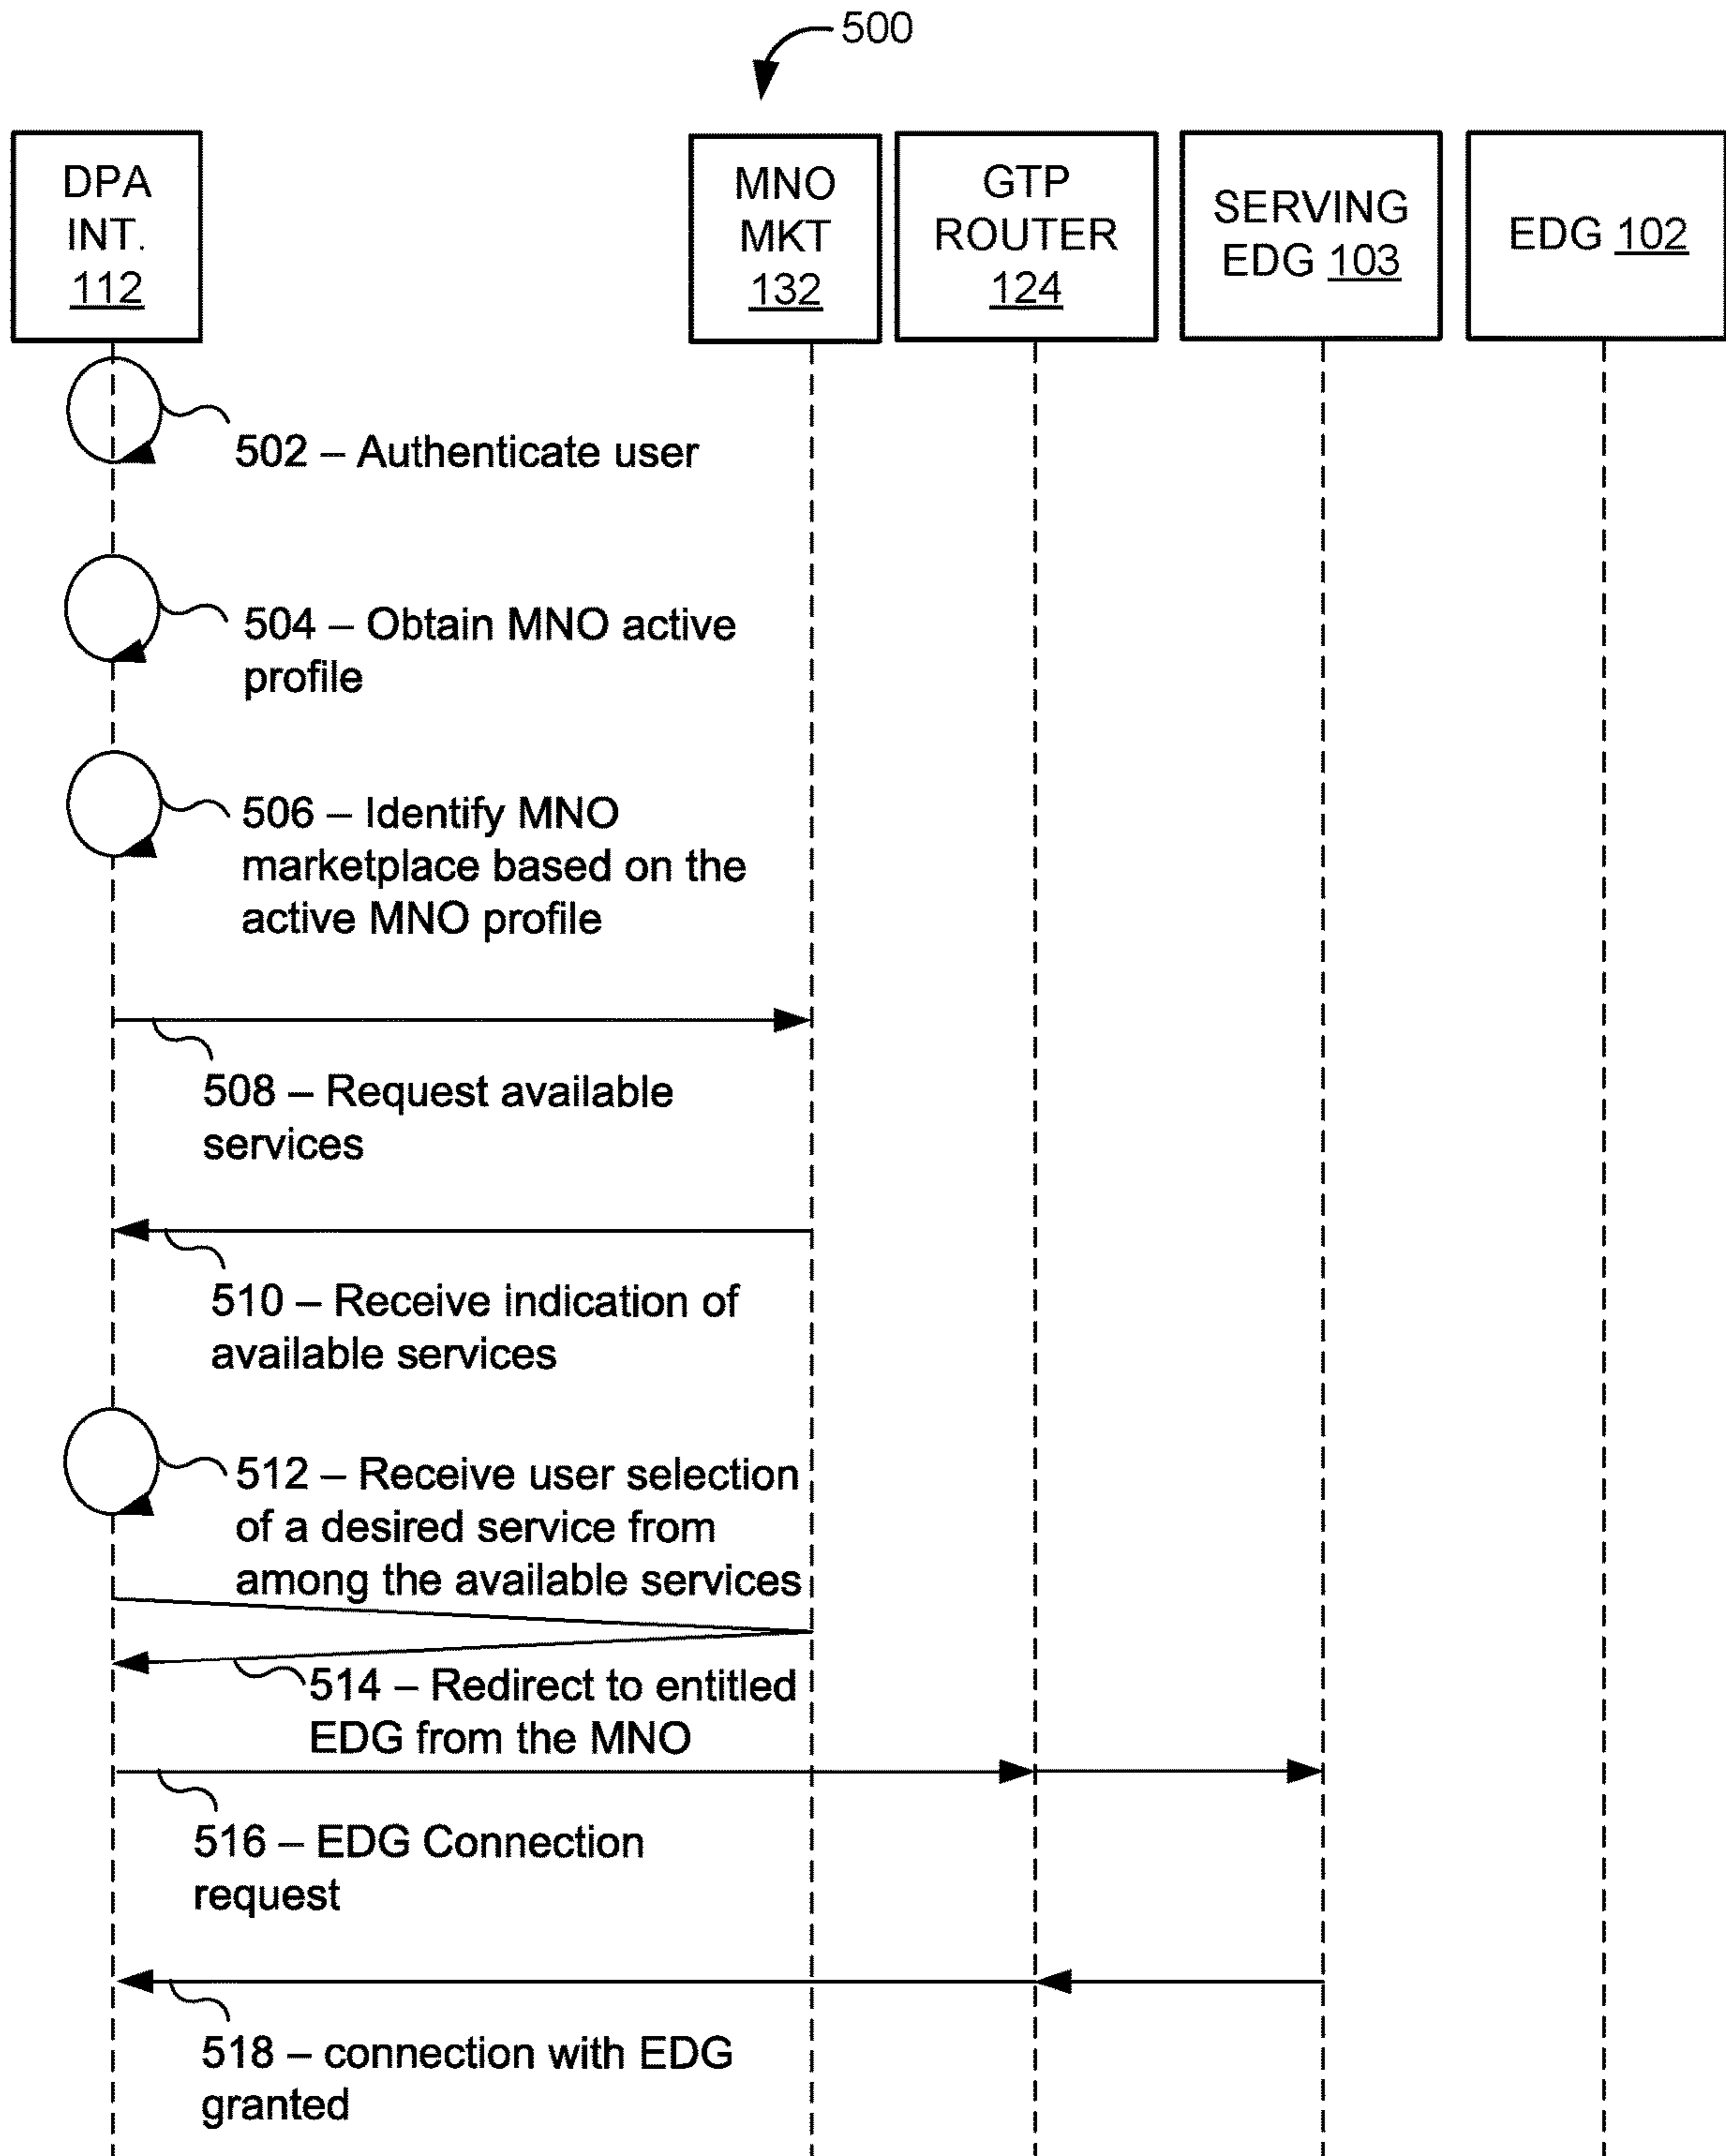 500
DPA
INT.
112
MNO
MKT
132
GTP
ROUTER
124
SERVING
EDG 103
EDG 102
502 – Authenticate user
504 – Obtain MNO active
profile
506 – Identify MNO
marketplace based on the
active MNO profile
508 – Request available
services
510 – Receive indication of
available services
512 – Receive user selection
of a desired service from
among the available services
514 – Redirect to entitled
EDG from the MNO
516 – EDG Connection
request
518 – connection with EDG
granted